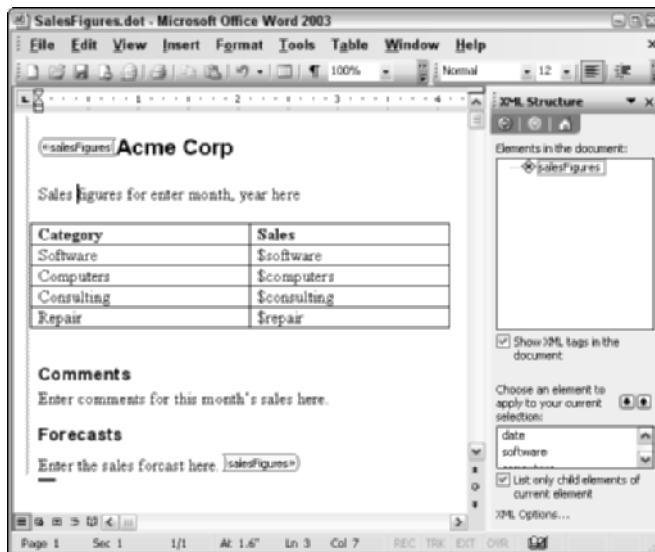 SalesFigures.dot - Microsoft Office Word 2003
File Edit View Insert Format Tools Table Window Help
100% Normal 12
1 2 3 4
XML Structure
salesFigures Acme Corp
Sales figures for enter month, year here
Category Sales
Software $software
Computers $computers
Consulting $consulting
Repair $repair
Comments
Enter comments for this month's sales here.
Forecasts
Enter the sales forcast here. salesFigures
Elements in the document:
salesFigures
Show XML tags in the
document
Choose an element to
apply to your current
selection:
date
software
List only child elements of
current element
XML Options...
Page 1 Sec 1 1/1 At 1.6" Ln 3 Col 7 REC TRK EXT OVR